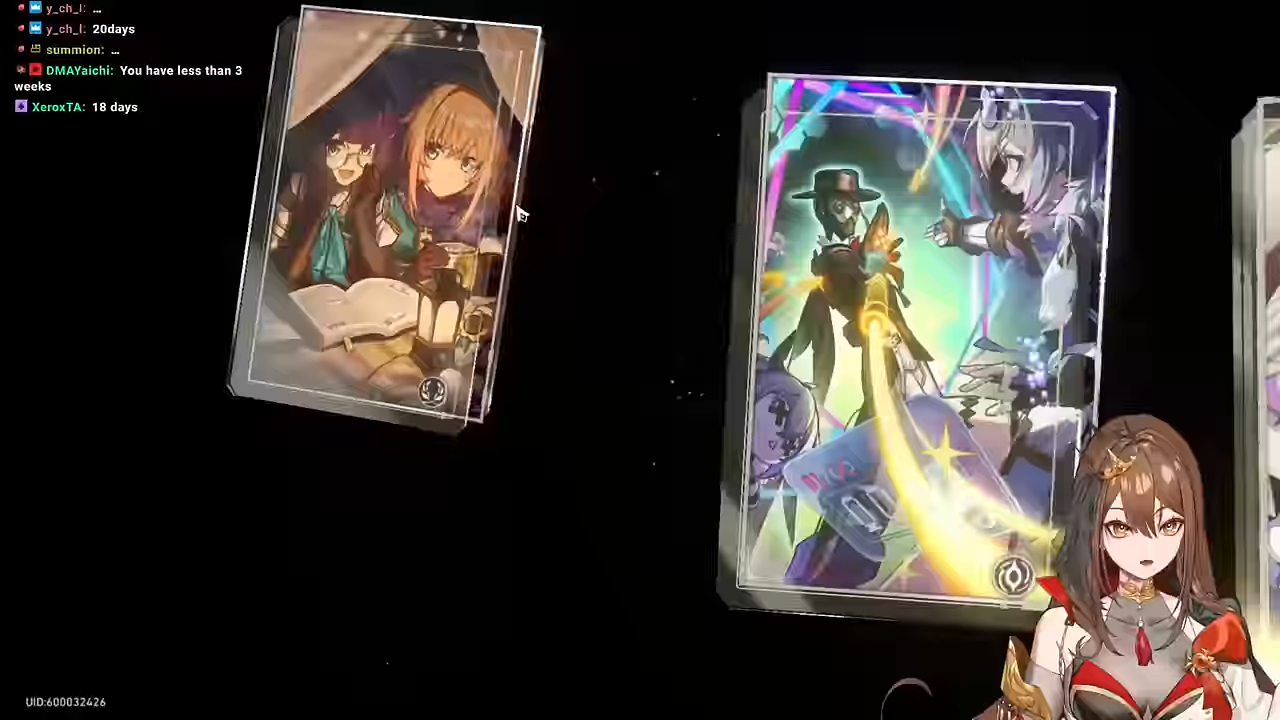 y_ch_l: ...
y_ch_l: 20days
summion: ...
DMAYaichi: You have less than 3
weeks
XeroxTA: 18 days
UID:600032426